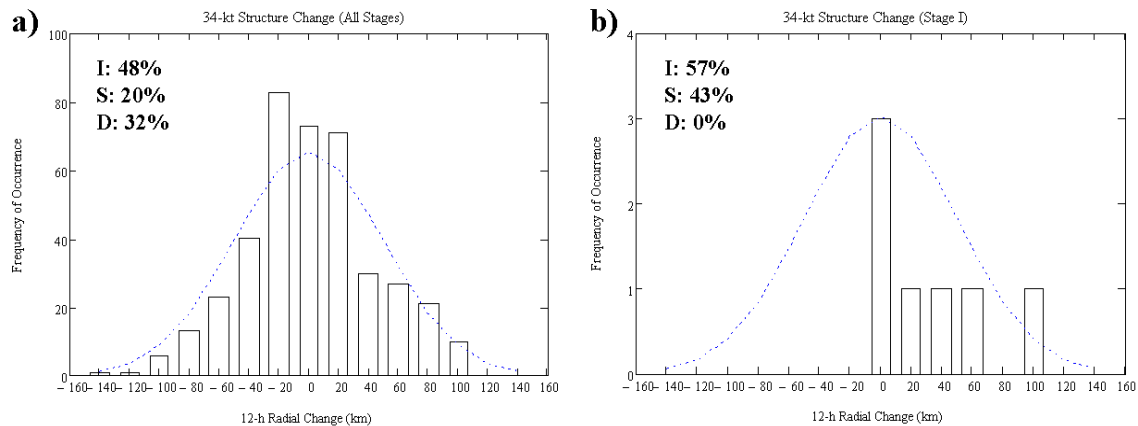 a)
34-kt Structure Change (All Stages)
I: 48%
S: 20%
D: 32%
Frequency of Occurrence
100
80
60
40
20
0
– 160 – 140 – 120 – 100 – 80 – 60 – 40 – 20 0 20 40 60 80 100 120 140 160
12-h Radial Change (km)
b)
34-kt Structure Change (Stage I)
I: 57%
S: 43%
D: 0%
Frequency of Occurrence
4
3
2
1
0
– 160 – 140 – 120 – 100 – 80 – 60 – 40 – 20 0 20 40 60 80 100 120 140 160
12-h Radial Change (km)